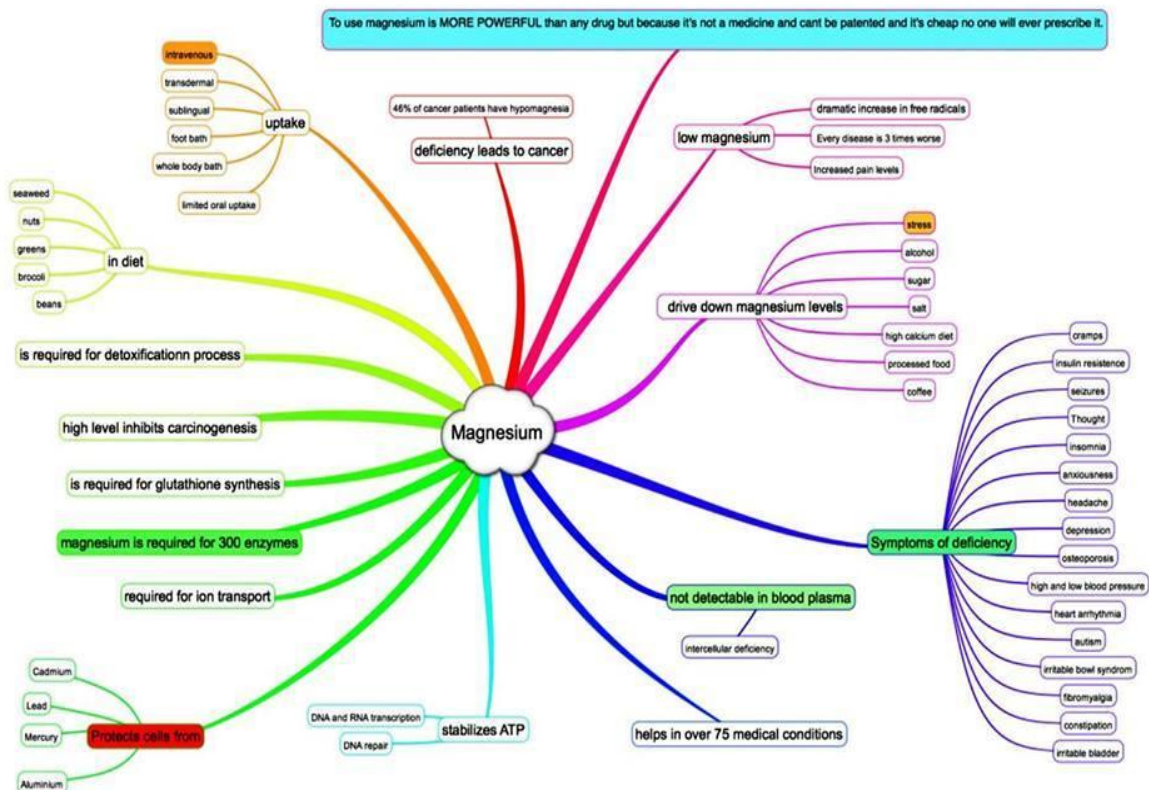 To use magnesium is MORE POWERFUL than any drug but because it's not a medicine and cant be patented and it's cheap no one will ever prescribe it.
intravenous
transdermal
sublingual
foot bath
whole body bath
limited oral uptake
uptake
46% of cancer patients have hypomagnesia
deficiency leads to cancer
low magnesium
dramatic increase in free radicals
Every disease is 3 times worse
Increased pain levels
seaweed
nuts
greens
brocoli
beans
in diet
drive down magnesium levels
stress
alcohol
sugar
salt
high calcium diet
processed food
coffee
is required for detoxificationn process
high level inhibits carcinogenesis
is required for glutathione synthesis
magnesium is required for 300 enzymes
required for ion transport
Magnesium
Symptoms of deficiency
cramps
insulin resistence
seizures
Thought
insomnia
anxiousness
headache
depression
osteoporosis
high and low blood pressure
heart arrhythmia
autism
irritable bowl syndrom
fibromyalgia
constipation
irritable bladder
not detectable in blood plasma
intercellular deficiency
Cadmium
Lead
Mercury
Aluminium
Protects cells from
DNA and RNA transcription
DNA repair
stabilizes ATP
helps in over 75 medical conditions